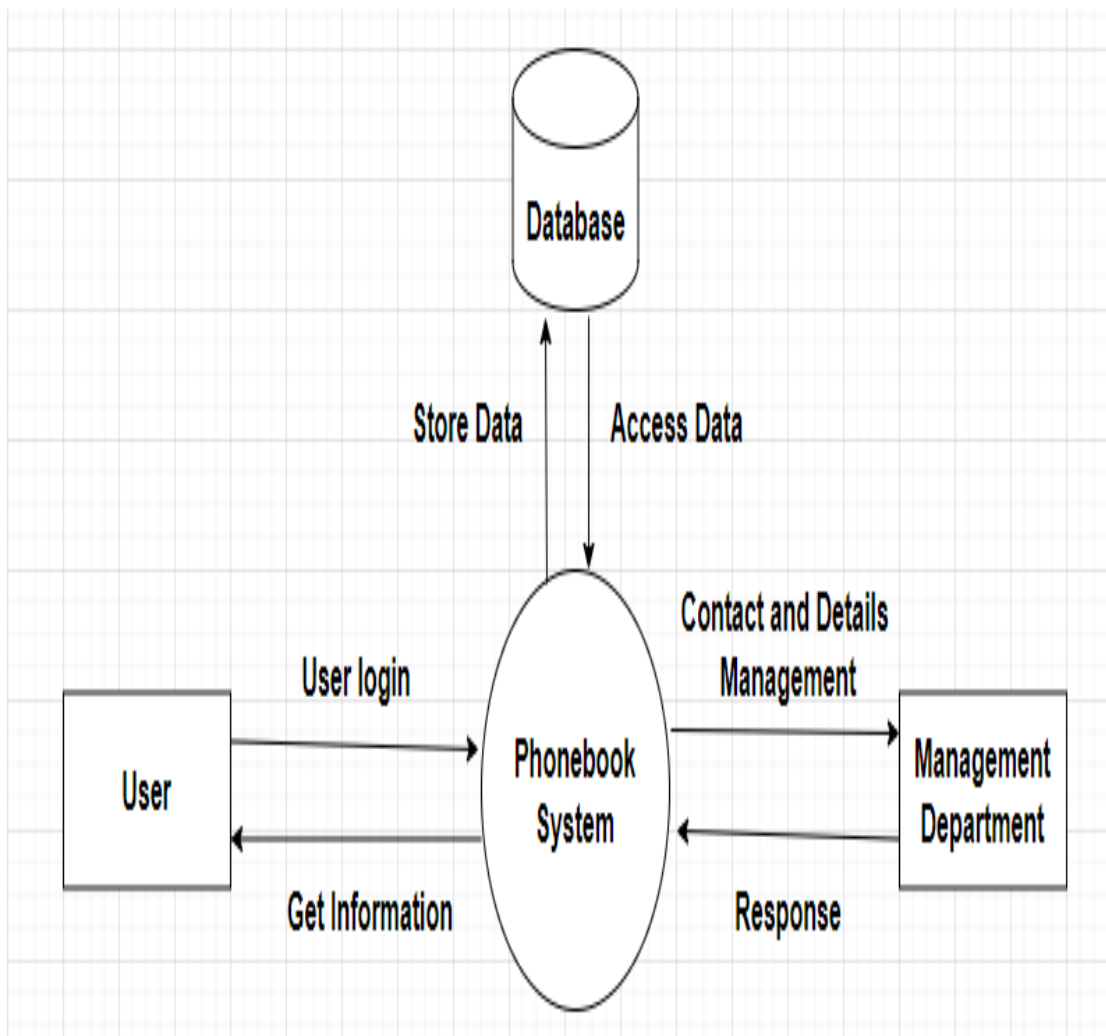 Database
Store Data
Access Data
Contact and Details
Management
User login
User
Phonebook
System
Management
Department
Get Information
Response